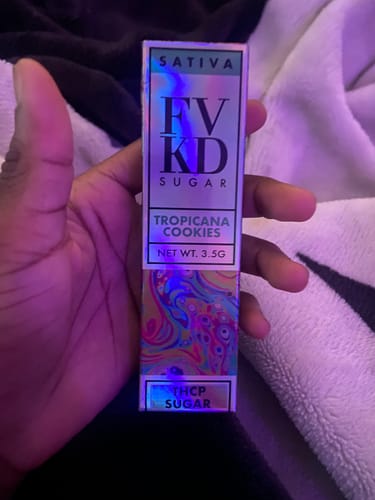 SATIVA
FV
KD
SUGAR
TROPICANA
COOKIES
NET WT. 3.5G
THCP
SUGAR